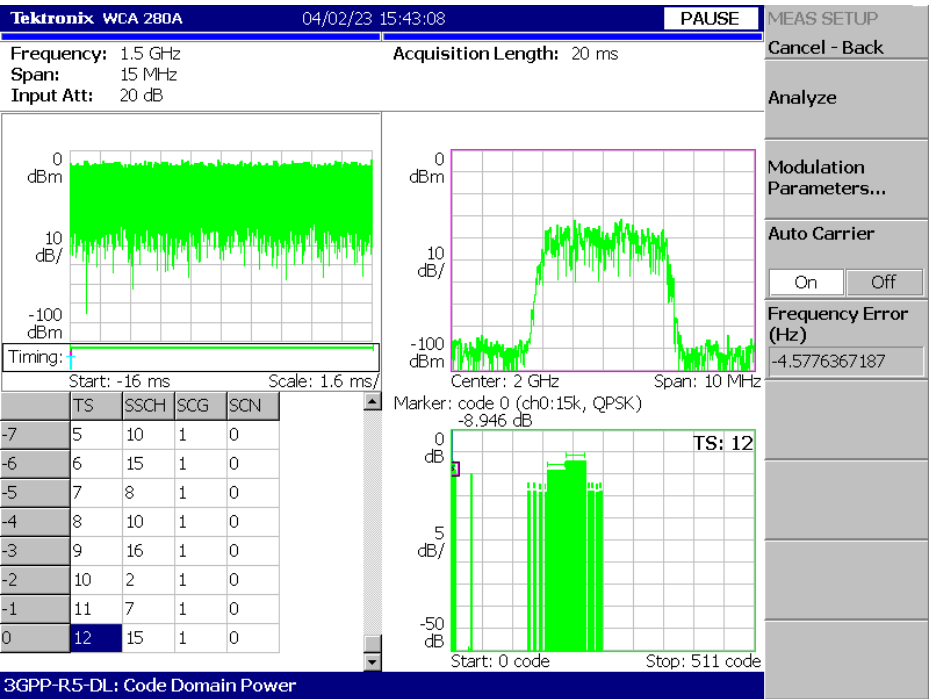 Tektronix WCA 280A 04/02/23 15:43:08 PAUSE
Frequency: 1.5 GHz
Span: 15 MHz
Input Att: 20 dB
Acquisition Length: 20 ms
0
dBm
10
dB/
-100
dBm
Timing:
Start: -16 ms Scale: 1.6 ms/
0
dBm
10
dB/
-100
dBm
Center: 2 GHz Span: 10 MHz
TS SSCH SCG SCN
-7 5 10 1 0
-6 6 15 1 0
-5 7 8 1 0
-4 8 10 1 0
-3 9 16 1 0
-2 10 2 1 0
-1 11 7 1 0
0 12 15 1 0
Marker: code 0 (ch0:15k, QPSK)
-8.946 dB
0
dB
TS: 12
5
dB/
-50
dB
Start: 0 code Stop: 511 code
3GPP-R5-DL: Code Domain Power
MEAS SETUP
Cancel - Back
Analyze
Modulation
Parameters...
Auto Carrier
On Off
Frequency Error
(Hz)
-4.5776367187